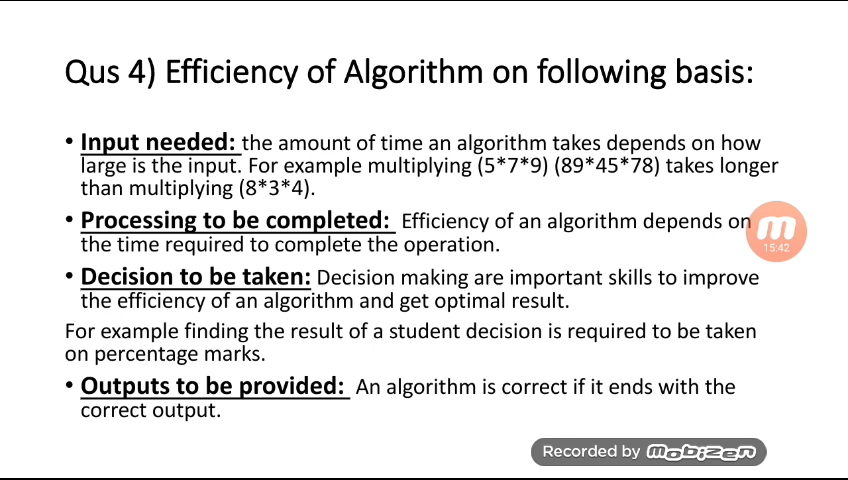 Qus 4) Efficiency of Algorithm on following basis:
• Input needed: the amount of time an algorithm takes depends on how
large is the input. For example multiplying (5*7*9) (89*45*78) takes longer
than multiplying (8*3*4).
• Processing to be completed: Efficiency of an algorithm depends on
the time required to complete the operation.
m
15:42
• Decision to be taken: Decision making are important skills to improve
the efficiency of an algorithm and get optimal result.
For example finding the result of a student decision is required to be taken
on percentage marks.
• Outputs to be provided: An algorithm is correct if it ends with the
correct output.
Recorded by mobizen